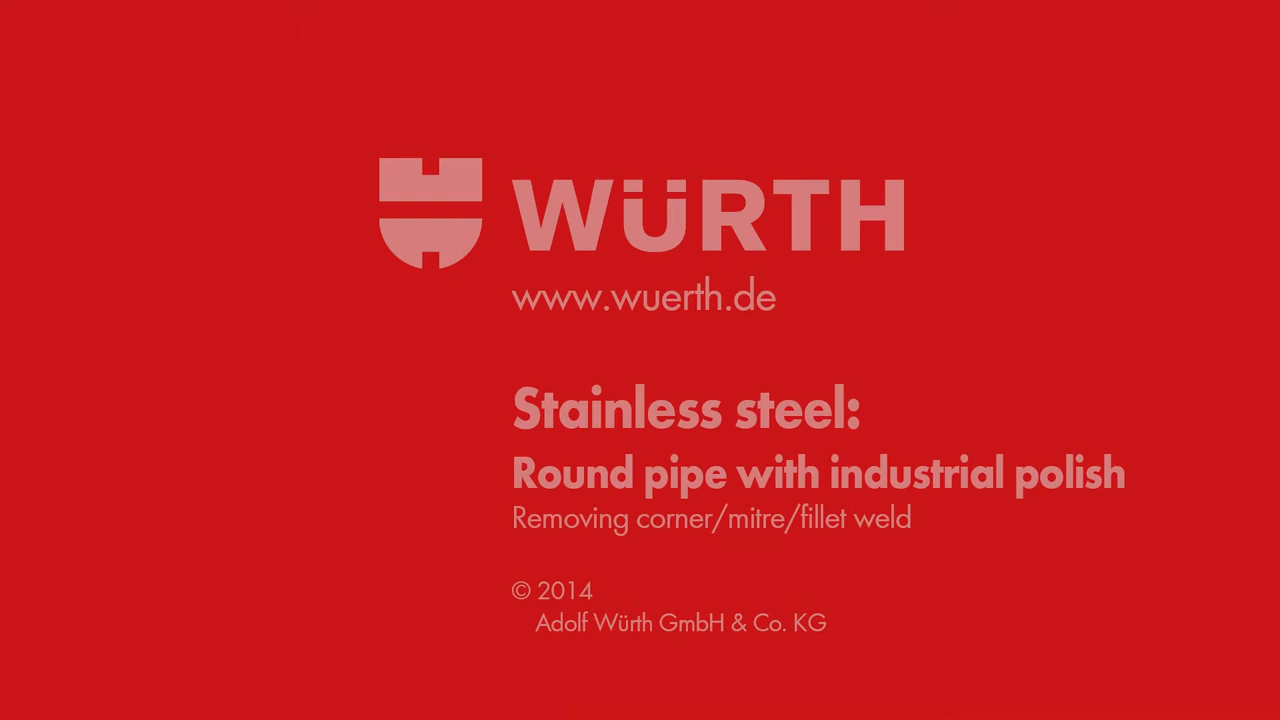 WÜRTH
www.wuerth.de
Stainless steel:
Round pipe with industrial polish
Removing corner/mitre/fillet weld
© 2014
Adolf Würth GmbH & Co. KG